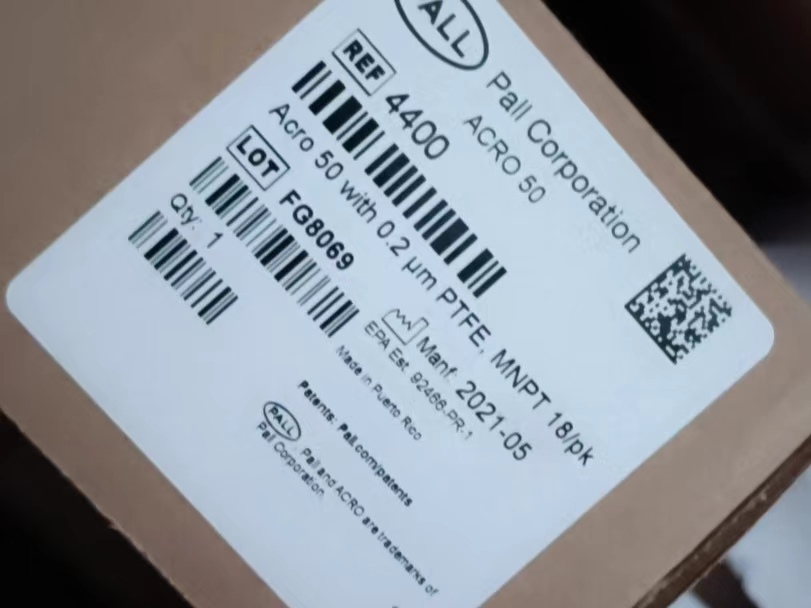 PALL
Pall Corporation
ACRO 50
REF 4400
Acro 50 with 0.2 µm PTFE, MNPT 18/pk
LOT FG8069
Manf. 2021-05
EPA Est. 92466-PR-1
Made in Puerto Rico
Qty. 1
Patents: Pall.com/patents
PALL, Pall and ACRO are trademarks of
Pall Corporation.